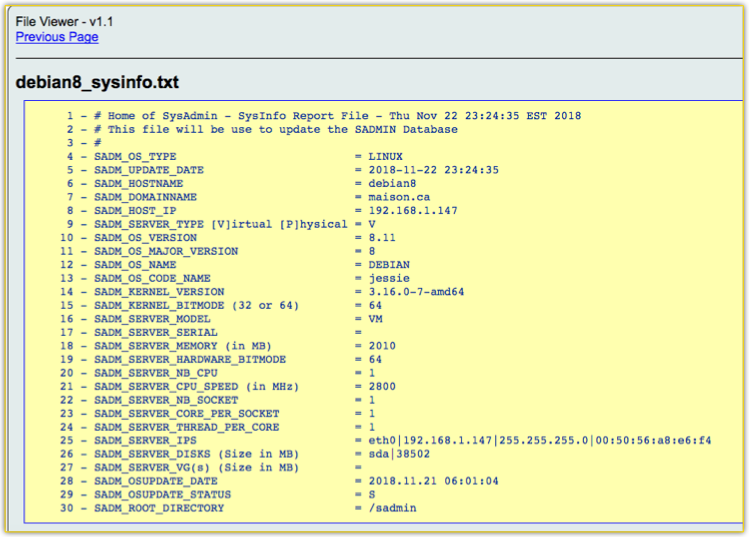 File Viewer - v1.1
Previous Page
debian8_sysinfo.txt
1 - # Home of SysAdmin - SysInfo Report File - Thu Nov 22 23:24:35 EST 2018
2 - # This file will be use to update the SADMIN Database
3 - #
4 - SADM_OS_TYPE = LINUX
5 - SADM_UPDATE_DATE = 2018-11-22 23:24:35
6 - SADM_HOSTNAME = debian8
7 - SADM_DOMAINNAME = maison.ca
8 - SADM_HOST_IP = 192.168.1.147
9 - SADM_SERVER_TYPE [V]irtual [P]hysical = V
10 - SADM_OS_VERSION = 8.11
11 - SADM_OS_MAJOR_VERSION = 8
12 - SADM_OS_NAME = DEBIAN
13 - SADM_OS_CODE_NAME = jessie
14 - SADM_KERNEL_VERSION = 3.16.0-7-amd64
15 - SADM_KERNEL_BITMODE (32 or 64) = 64
16 - SADM_SERVER_MODEL = VM
17 - SADM_SERVER_SERIAL =
18 - SADM_SERVER_MEMORY (in MB) = 2010
19 - SADM_SERVER_HARDWARE_BITMODE = 64
20 - SADM_SERVER_NB_CPU = 1
21 - SADM_SERVER_CPU_SPEED (in MHz) = 2800
22 - SADM_SERVER_NB_SOCKET = 1
23 - SADM_SERVER_CORE_PER_SOCKET = 1
24 - SADM_SERVER_THREAD_PER_CORE = 1
25 - SADM_SERVER_IPS = eth0|192.168.1.147|255.255.255.0|00:50:56:a8:e6:f4
26 - SADM_SERVER_DISKS (Size in MB) = sda|38502
27 - SADM_SERVER_VG(s) (Size in MB) =
28 - SADM_OSUPDATE_DATE = 2018.11.21 06:01:04
29 - SADM_OSUPDATE_STATUS = S
30 - SADM_ROOT_DIRECTORY = /sadmin